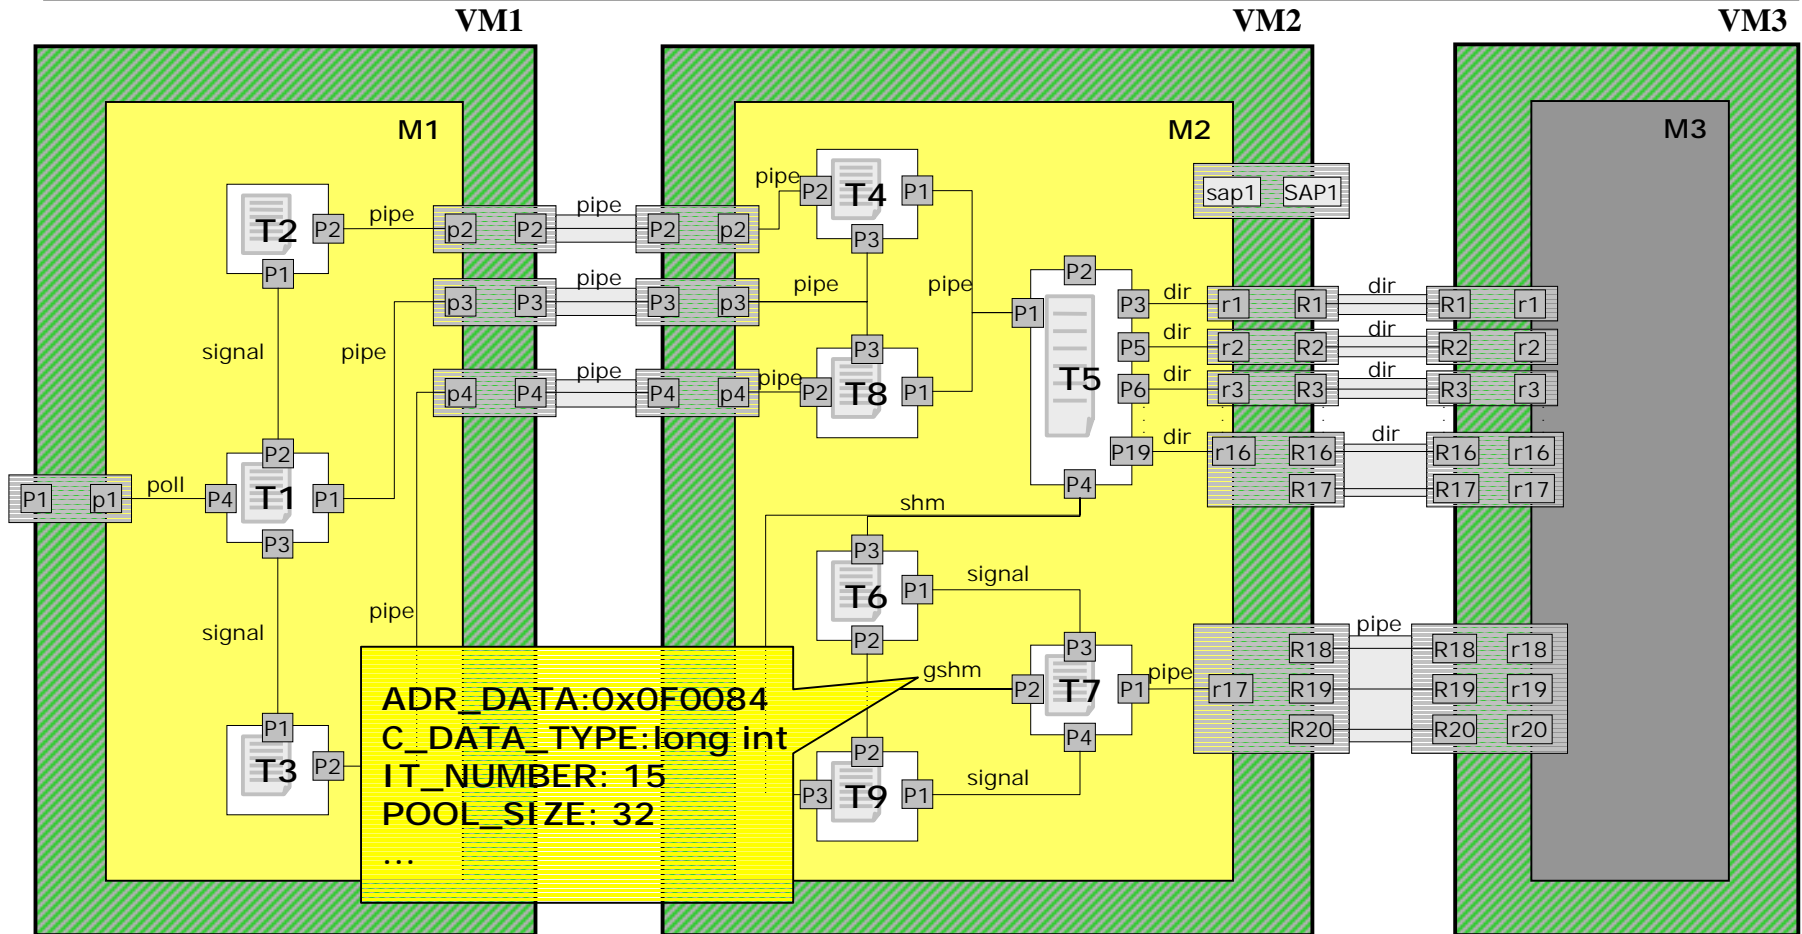 VM1 VM2 VM3
M1 M2 M3
pipe P2 T4 P1 sap1 SAP1
T2 P2 pipe p2 P2 pipe P2 p2
P3
P1 P2
p3 P3 pipe P3 p3 pipe pipe P1 P3 dir r1 R1 dir R1 r1
signal pipe P3 P5 dir r2 R2 dir R2 r2
T5
p4 P4 pipe P4 p4 pipe P2 T8 P1 P6 dir r3 R3 dir R3 r3
P2 P19 dir r16 R16 dir R16 r16
P1 p1 poll P4 T1 P1 P4 R17 R17 r17
shm
P3 P3
T6 P1 signal
pipe
signal P2 P3 R18 pipe R18 r18
gshm P2 T7 P1 pipe r17 R19 R19 r19
P1 P4 R20 R20 r20
T3 P2 P2
P3 T9 P1 signal
ADR_DATA:0x0F0084
C_DATA_TYPE:long int
IT_NUMBER: 15
POOL_SIZE: 32
...